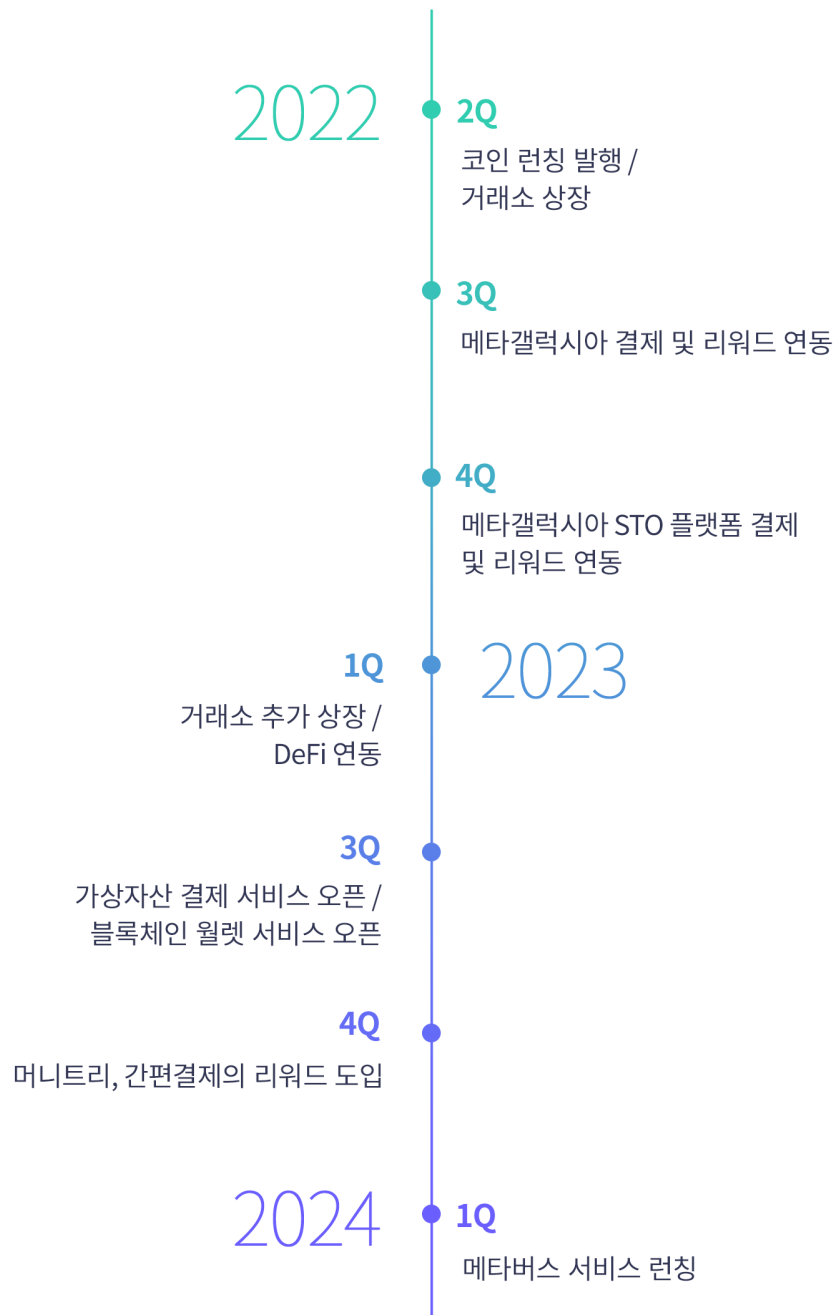 2022
2Q
코인 런칭 발행 /
거래소 상장
3Q
메타갤럭시아 결제 및 리워드 연동
4Q
메타갤럭시아 STO 플랫폼 결제
및 리워드 연동
2023
1Q
거래소 추가 상장 /
DeFi 연동
3Q
가상자산 결제 서비스 오픈 /
블록체인 월렛 서비스 오픈
4Q
머니트리, 간편결제의 리워드 도입
2024
1Q
메타버스 서비스 런칭